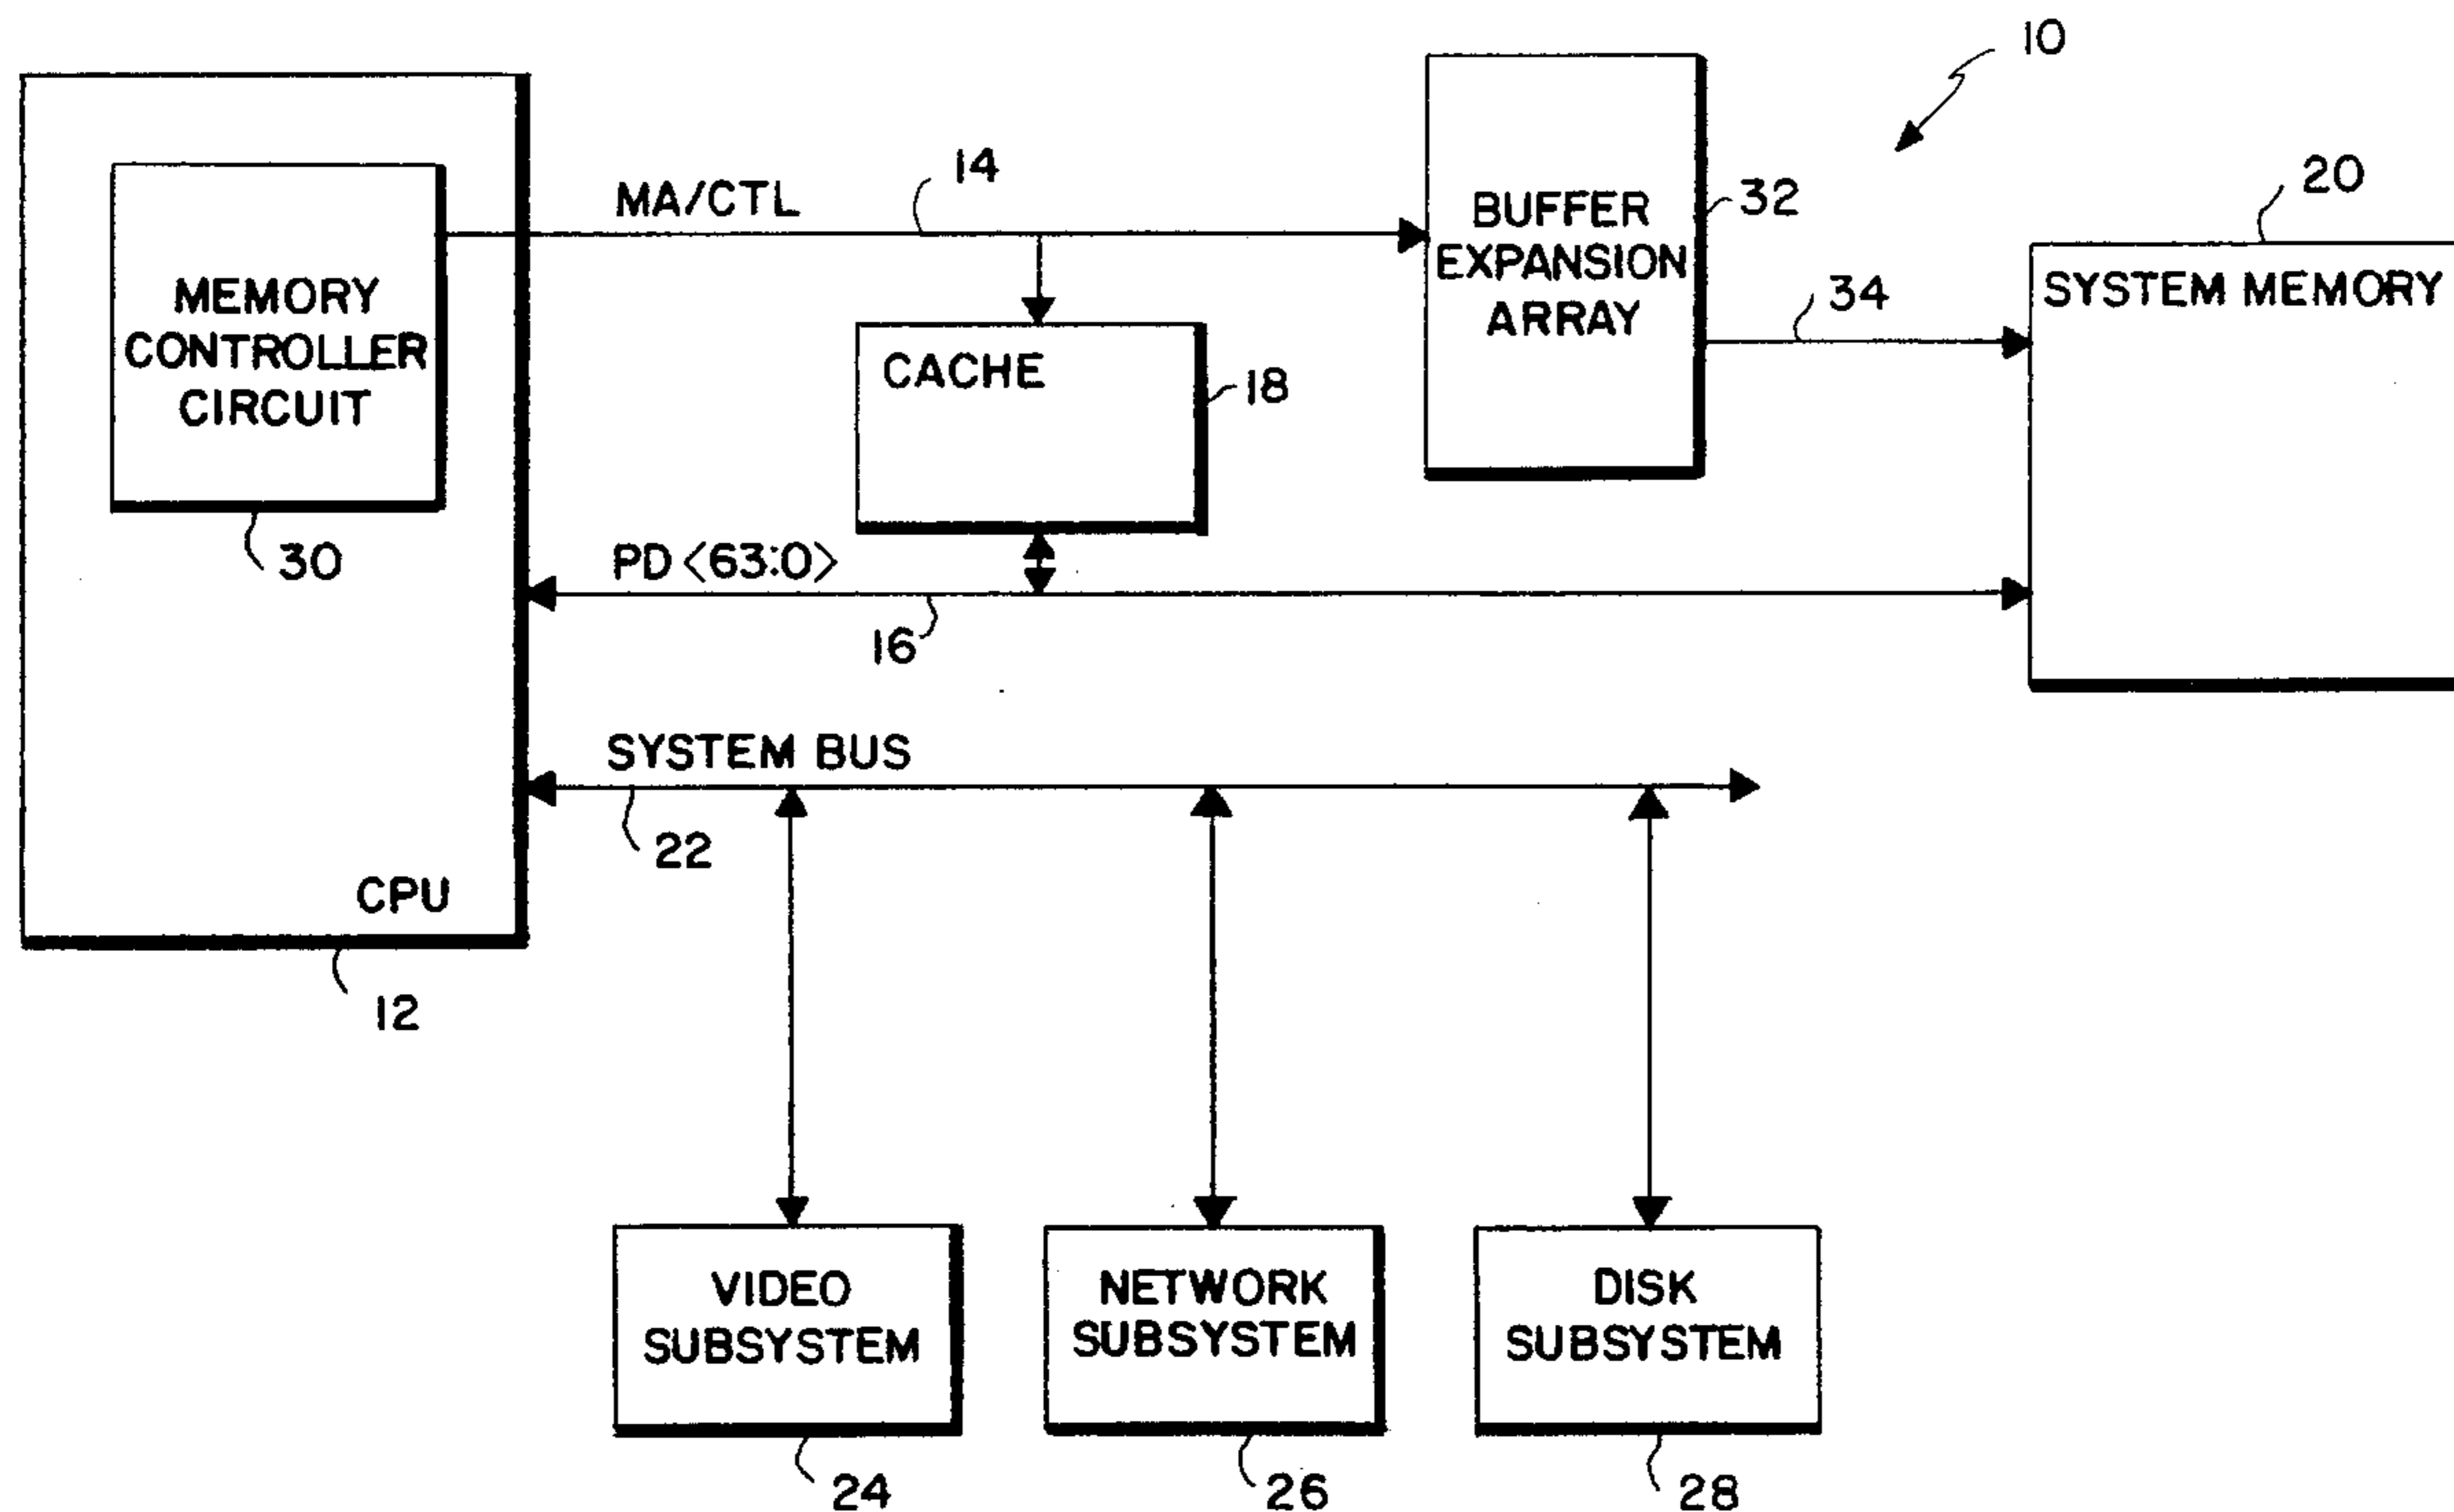 10
MA/CTL
14
BUFFER
EXPANSION
ARRAY
32
20
MEMORY
CONTROLLER
CIRCUIT
30
CACHE
18
34
SYSTEM MEMORY
PD <63:0>
16
SYSTEM BUS
22
CPU
12
VIDEO
SUBSYSTEM
24
NETWORK
SUBSYSTEM
26
DISK
SUBSYSTEM
28